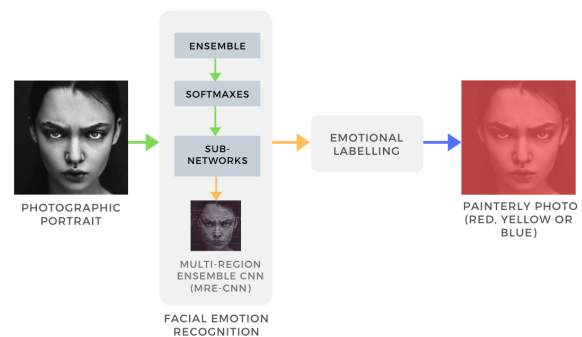 ENSEMBLE
SOFTMAXES
SUB-
NETWORKS
EMOTIONAL
LABELLING
PHOTOGRAPHIC
PORTRAIT
MULTI-REGION
ENSEMBLE CNN
(MRE-CNN)
PAINTERLY PHOTO
(RED, YELLOW OR
BLUE)
FACIAL EMOTION
RECOGNITION